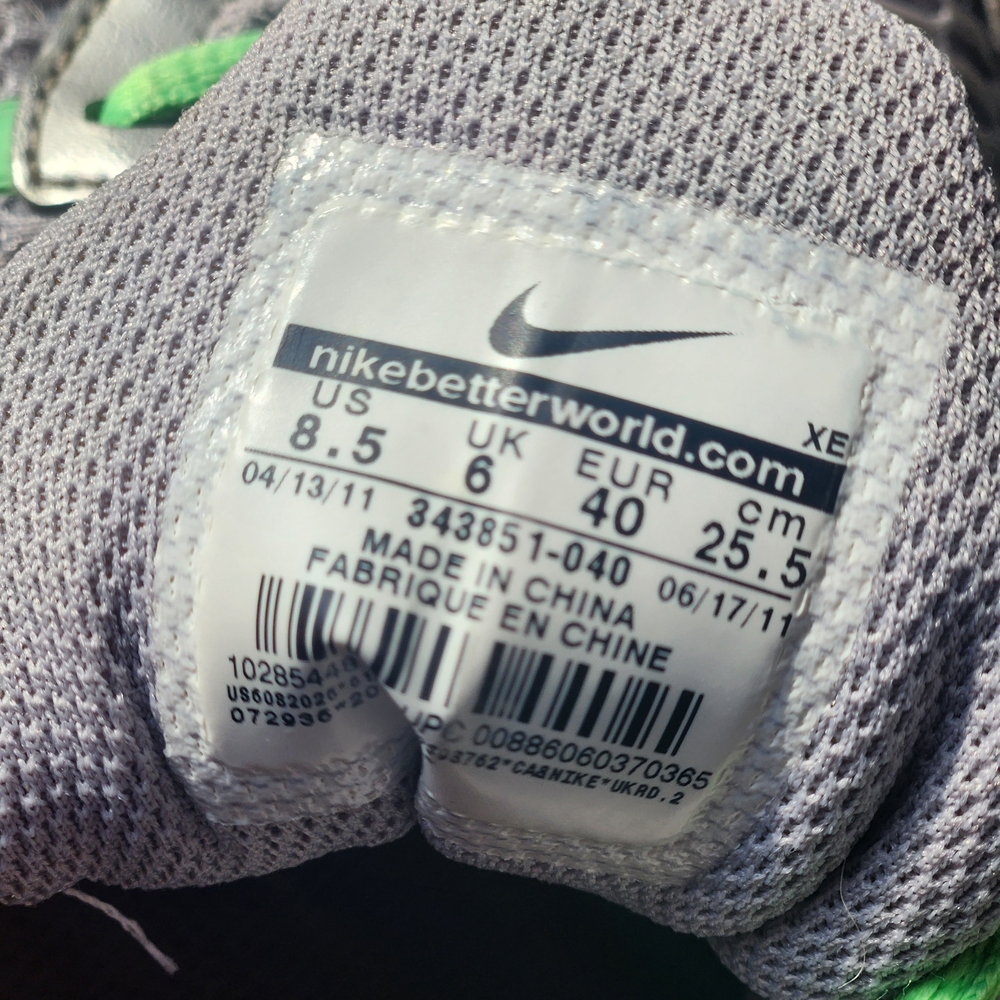 nikebetterworld.com
XE
US UK EUR cm
8.5 6 40 25.5
04/13/11 343851-040 06/17/11
MADE IN CHINA
FABRIQUE EN CHINE
UPC 00886060370365